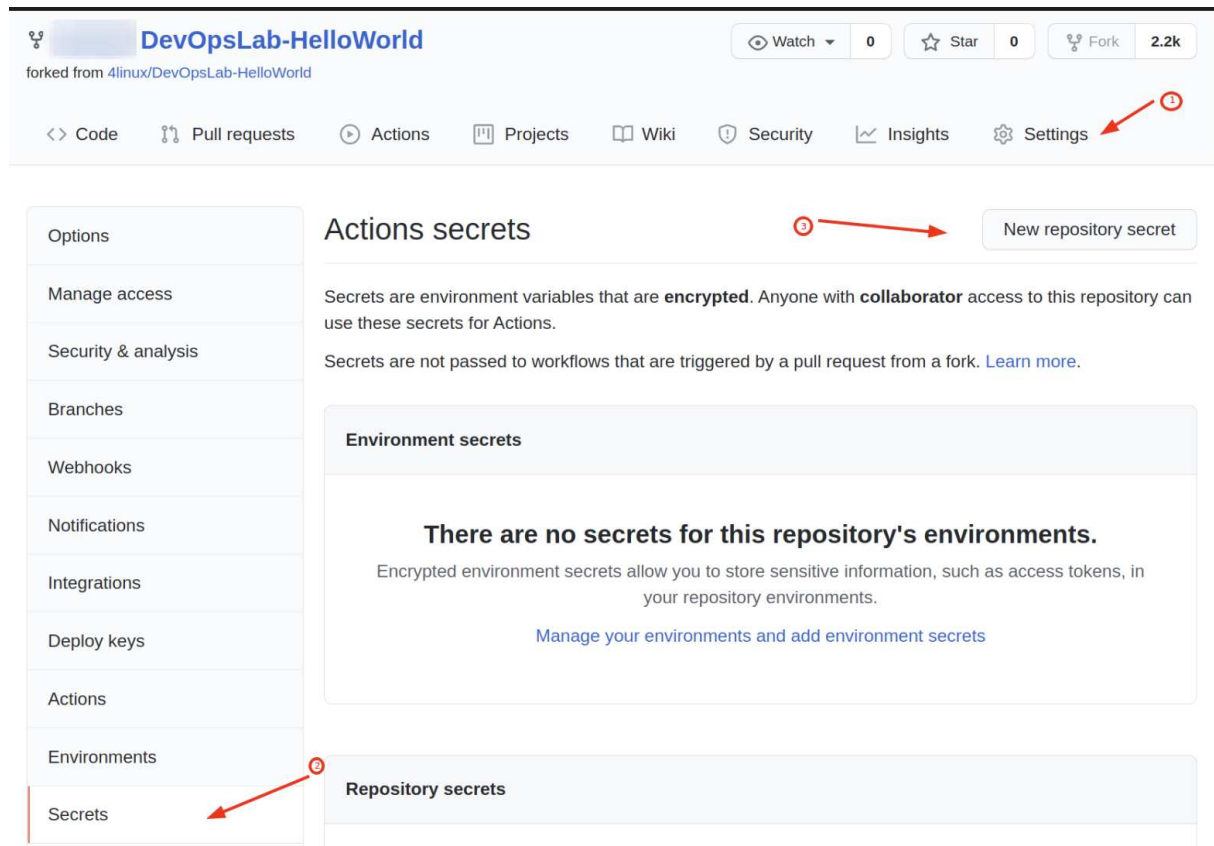 DevOpsLab-HelloWorld
Watch 0 Star 0 Fork 2.2k
forked from 4linux/DevOpsLab-HelloWorld
1
Code Pull requests Actions Projects Wiki Security Insights Settings
Options
Manage access
Security & analysis
Branches
Webhooks
Notifications
Integrations
Deploy keys
Actions
Environments
2
Secrets
Actions secrets
3
New repository secret
Secrets are environment variables that are encrypted. Anyone with collaborator access to this repository can
use these secrets for Actions.
Secrets are not passed to workflows that are triggered by a pull request from a fork. Learn more.
Environment secrets
There are no secrets for this repository's environments.
Encrypted environment secrets allow you to store sensitive information, such as access tokens, in
your repository environments.
Manage your environments and add environment secrets
Repository secrets